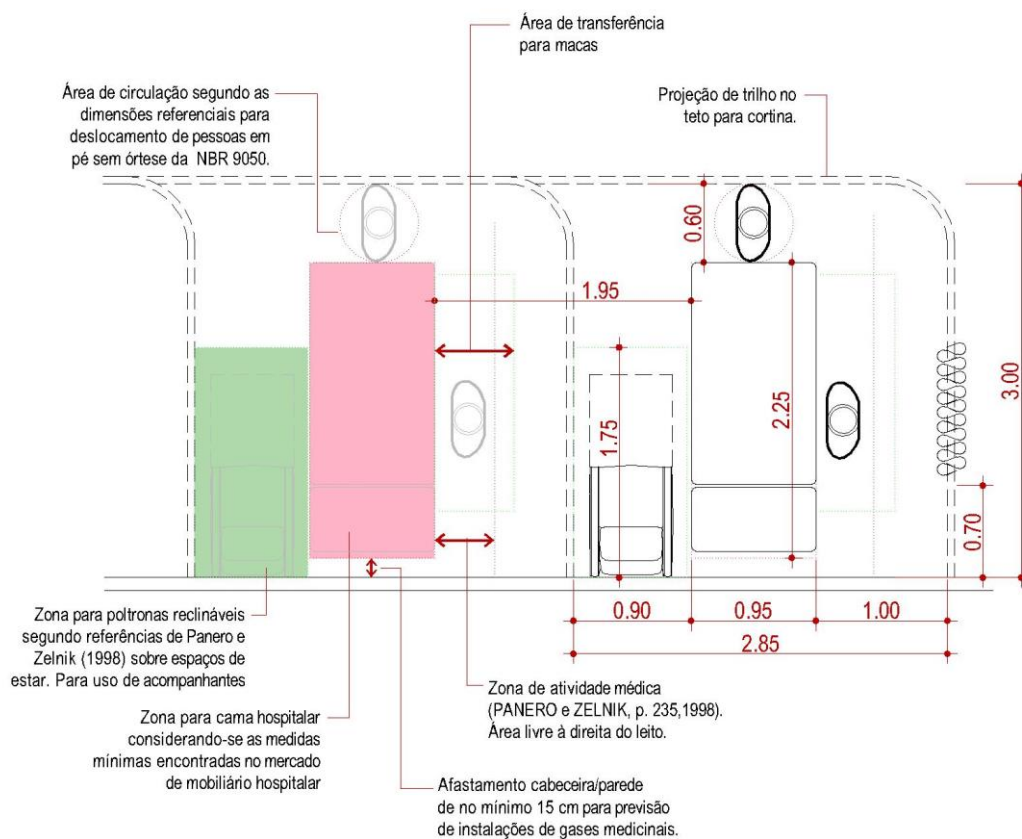 Área de transferência
para macas
Área de circulação segundo as
dimensões referenciais para
deslocamento de pessoas em
pé sem órtese da NBR 9050.
Projeção de trilho no
teto para cortina.
0.60
1.95
3.00
2.25
1.75
0.70
0.90
0.95
1.00
2.85
Zona para poltronas reclináveis
segundo referências de Panero e
Zelnik (1998) sobre espaços de
estar. Para uso de acompanhantes
Zona de atividade médica
(PANERO e ZELNIK, p. 235,1998).
Área livre à direita do leito.
Zona para cama hospitalar
considerando-se as medidas
mínimas encontradas no mercado
de mobiliário hospitalar
Afastamento cabeceira/parede
de no mínimo 15 cm para previsão
de instalações de gases medicinais.